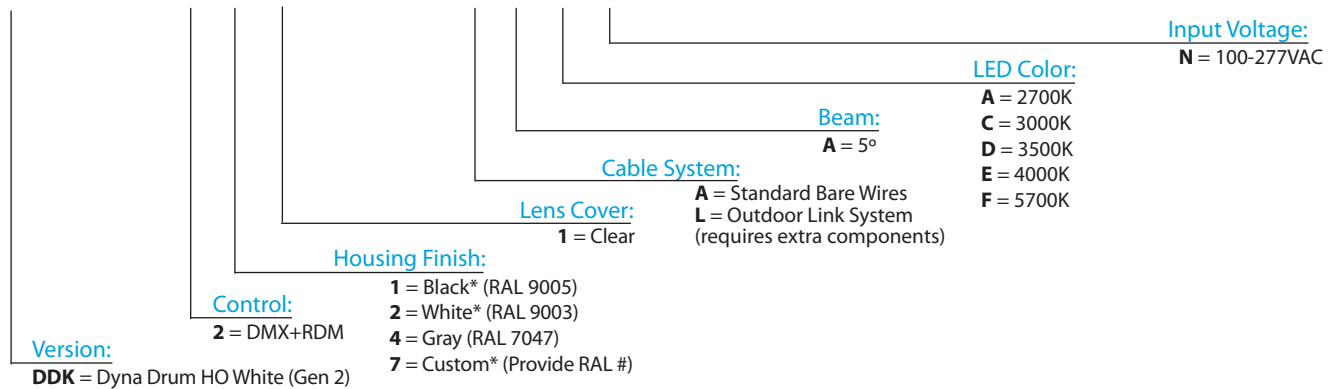 Input Voltage:
N = 100-277VAC
LED Color:
A = 2700K
C = 3000K
D = 3500K
E = 4000K
F = 5700K
Beam:
A = 5º
Cable System:
A = Standard Bare Wires
L = Outdoor Link System
(requires extra components)
Lens Cover:
1 = Clear
Housing Finish:
1 = Black* (RAL 9005)
2 = White* (RAL 9003)
4 = Gray (RAL 7047)
7 = Custom* (Provide RAL #)
Control:
2 = DMX+RDM
Version:
DDK = Dyna Drum HO White (Gen 2)